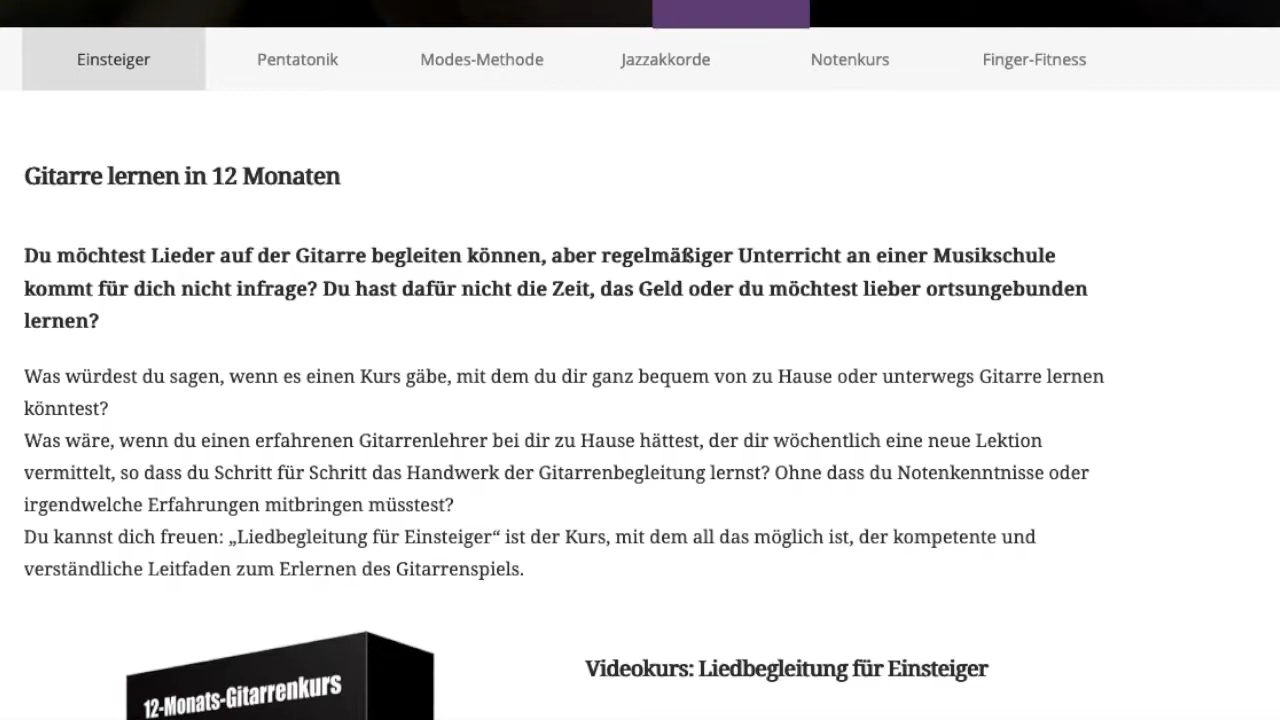 Einsteiger Pentatonik Modes-Methode Jazzakkorde Notenkurs Finger-Fitness
Gitarre lernen in 12 Monaten
Du möchtest Lieder auf der Gitarre begleiten können, aber regelmäßiger Unterricht an einer Musikschule
kommt für dich nicht infrage? Du hast dafür nicht die Zeit, das Geld oder du möchtest lieber ortsungebunden
lernen?
Was würdest du sagen, wenn es einen Kurs gäbe, mit dem du dir ganz bequem von zu Hause oder unterwegs Gitarre lernen
könntest?
Was wäre, wenn du einen erfahrenen Gitarrenlehrer bei dir zu Hause hättest, der dir wöchentlich eine neue Lektion
vermittelt, so dass du Schritt für Schritt das Handwerk der Gitarrenbegleitung lernst? Ohne dass du Notenkenntnisse oder
irgendwelche Erfahrungen mitbringen müsstest?
Du kannst dich freuen: „Liedbegleitung für Einsteiger“ ist der Kurs, mit dem all das möglich ist, der kompetente und
verständliche Leitfaden zum Erlernen des Gitarrenspiels.
Videokurs: Liedbegleitung für Einsteiger
12-Monats-Gitarrenkurs